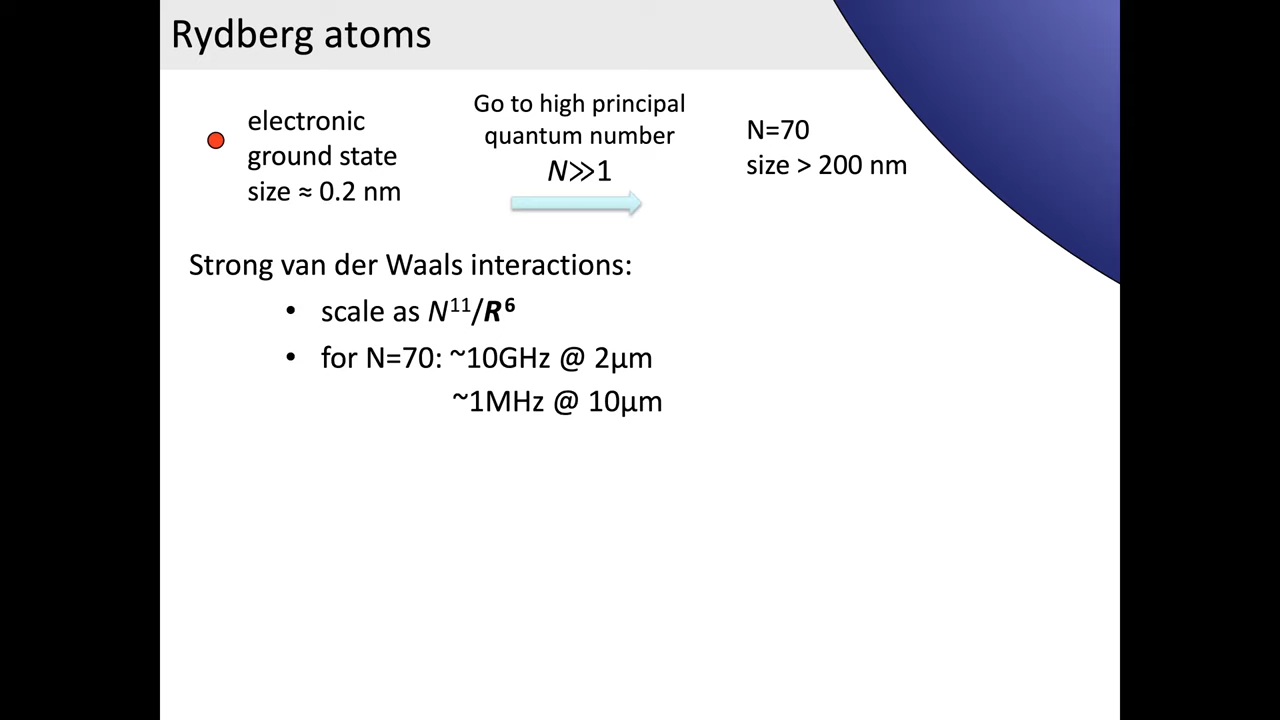 Rydberg atoms
electronic
ground state
size ≈ 0.2 nm
Go to high principal
quantum number
N≫1
N=70
size > 200 nm
Strong van der Waals interactions:
• scale as N¹¹/R⁶
• for N=70: ~10GHz @ 2μm
~1MHz @ 10μm